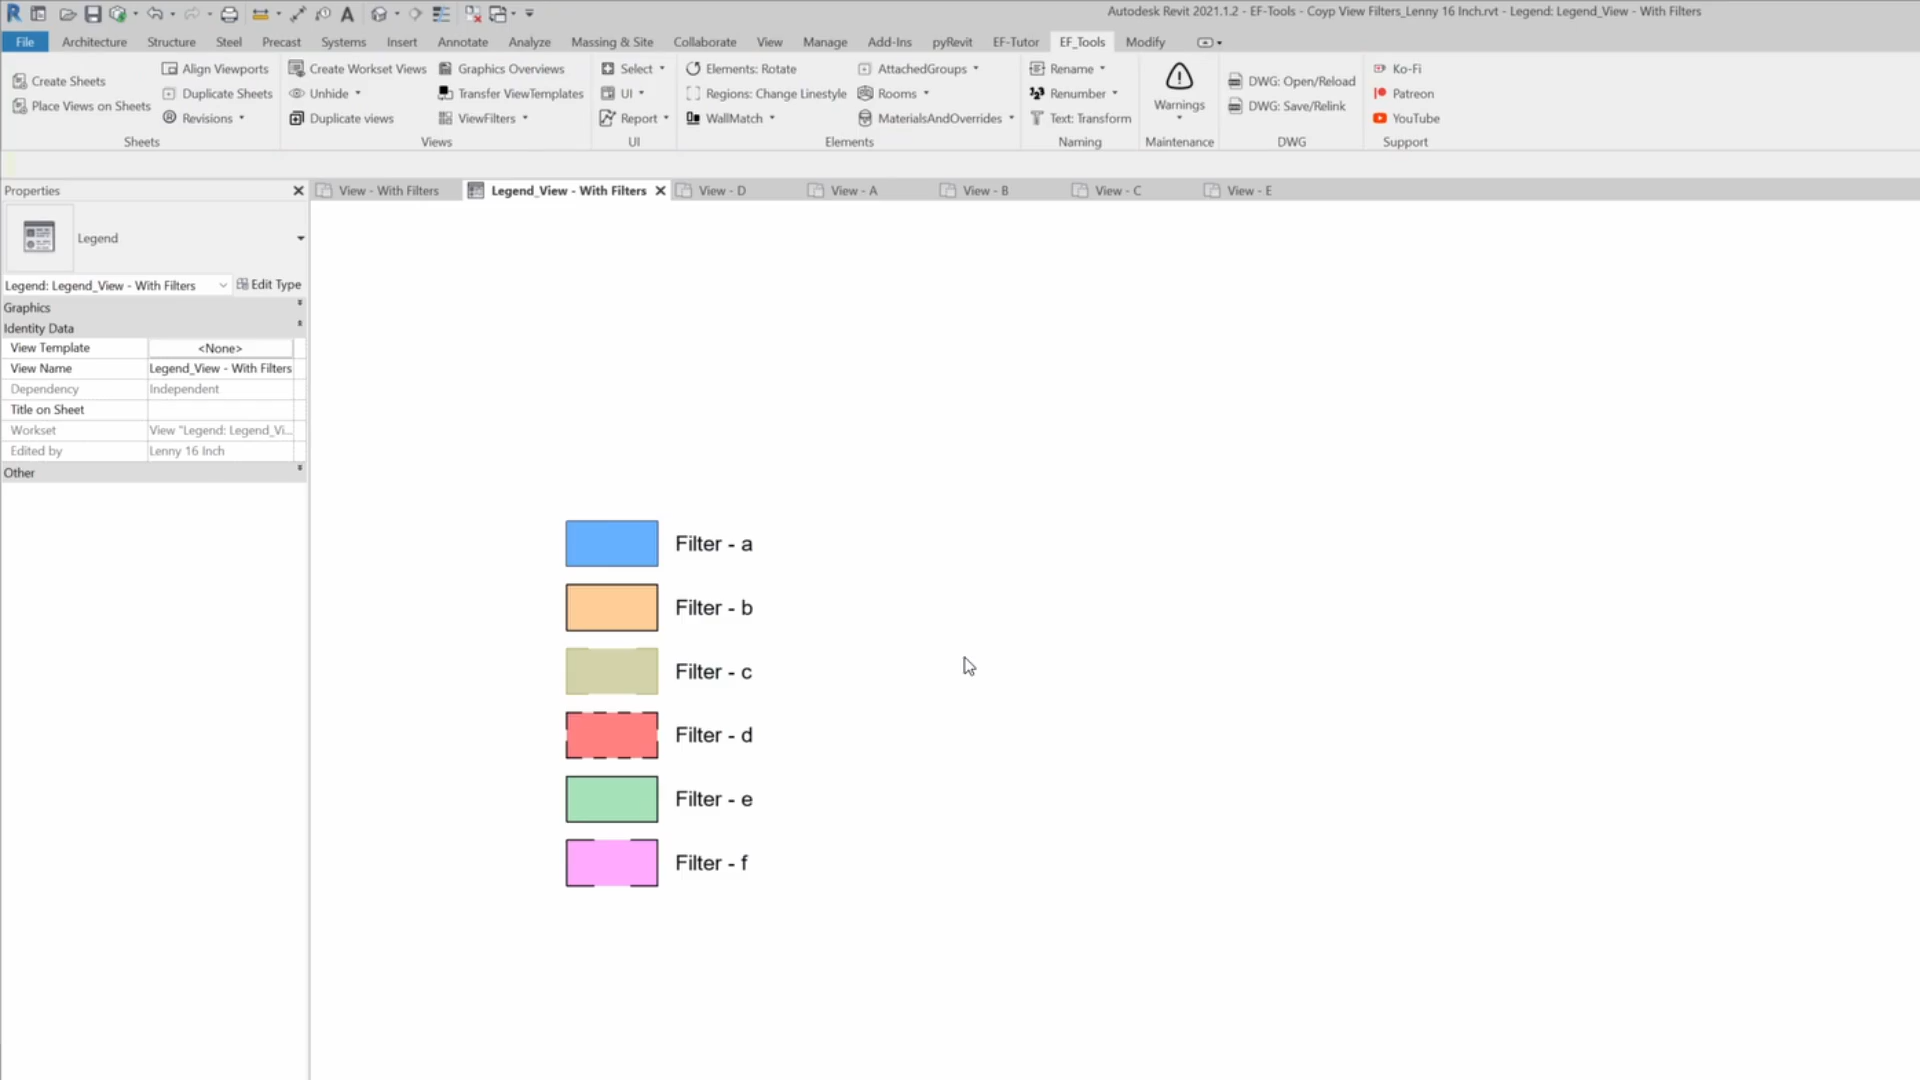 Autodesk Revit 2021.1.2 - EF-Tools - Coyp View Filters_Lenny 16 Inch.rvt - Legend: Legend_View - With Filters
File Architecture Structure Steel Precast Systems Insert Annotate Analyze Massing & Site Collaborate View Manage Add-Ins pyRevit EF-Tutor EF_Tools Modify
Create Sheets
Place Views on Sheets
Align Viewports
Duplicate Sheets
Revisions
Sheets
Create Workset Views
Unhide
Duplicate views
Graphics Overviews
Transfer ViewTemplates
ViewFilters
Views
Select
UI
Report
UI
Elements: Rotate
Regions: Change Linestyle
WallMatch
AttachedGroups
Rooms
MaterialsAndOverrides
Elements
Rename
Renumber
Text: Transform
Naming
Warnings
Maintenance
DWG: Open/Reload
DWG: Save/Relink
DWG
Ko-Fi
Patreon
YouTube
Support
Properties
View - With Filters Legend_View - With Filters View - D View - A View - B View - C View - E
Legend
Legend: Legend_View - With Filters Edit Type
Graphics
Identity Data
View Template <None>
View Name Legend_View - With Filters
Dependency Independent
Title on Sheet
Workset View "Legend: Legend_Vi...
Edited by Lenny 16 Inch
Other
Filter - a
Filter - b
Filter - c
Filter - d
Filter - e
Filter - f